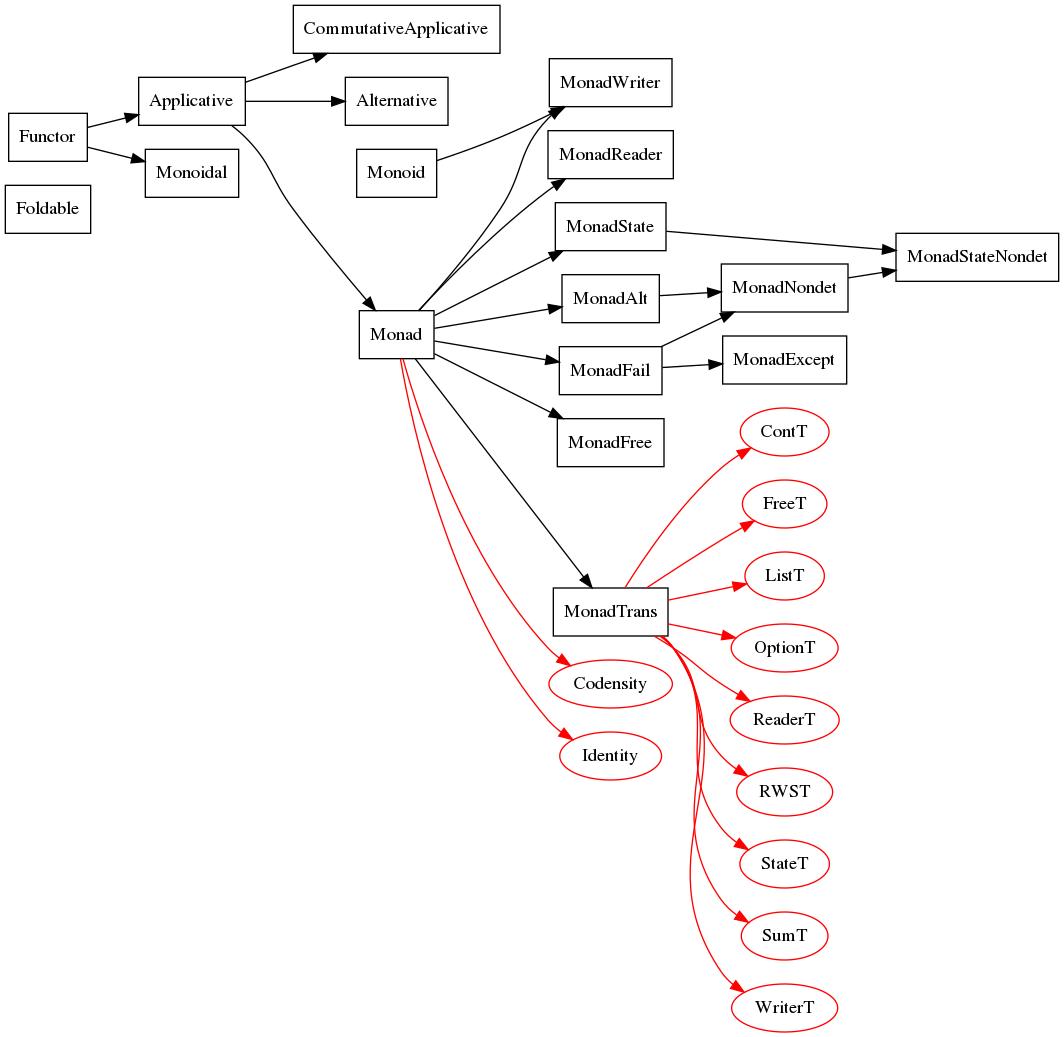 CommutativeApplicative
MonadWriter
Applicative
Alternative
Functor
MonadReader
Monoidal
Monoid
Foldable
MonadState
MonadStateNondet
MonadAlt
MonadNondet
Monad
MonadFail
MonadExcept
MonadFree
ContT
FreeT
ListT
MonadTrans
OptionT
Codensity
ReaderT
Identity
RWST
StateT
SumT
WriterT